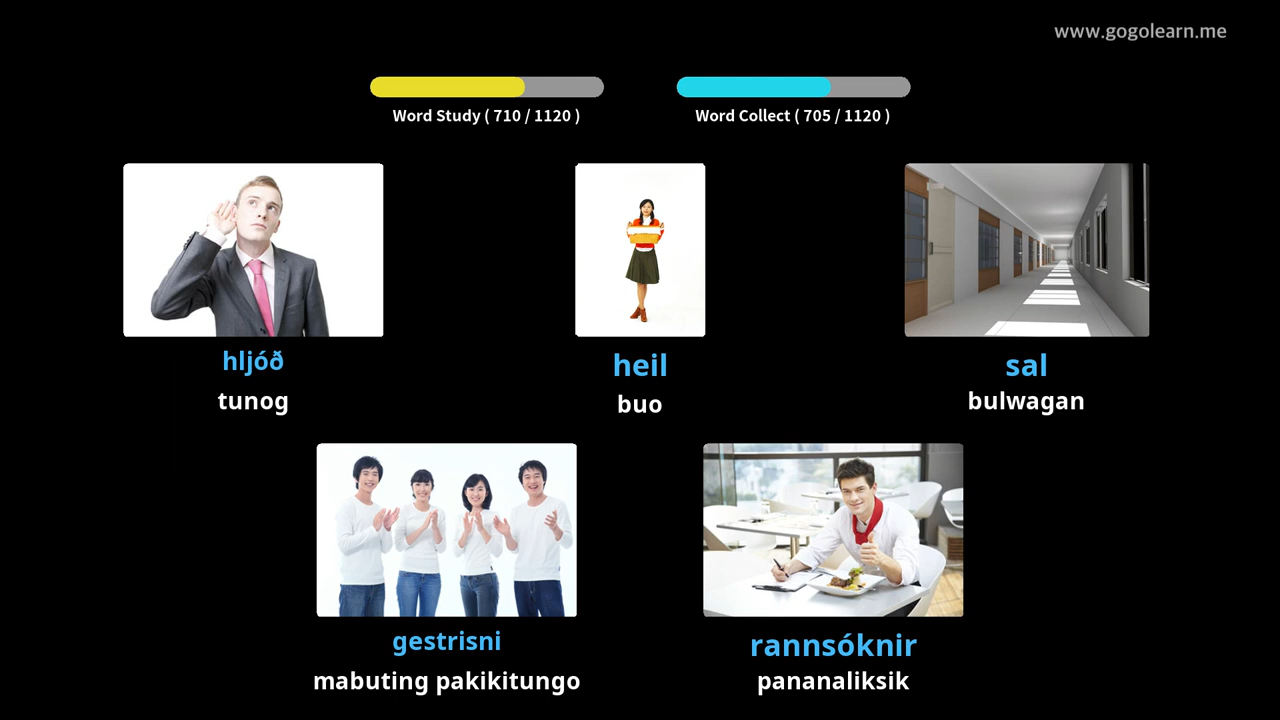 www.gogolearn.me
Word Study ( 710 / 1120 )
Word Collect ( 705 / 1120 )
hljóð
tunog
heil
buo
sal
bulwagan
gestrisni
mabuting pakikitungo
rannsóknir
pananaliksik